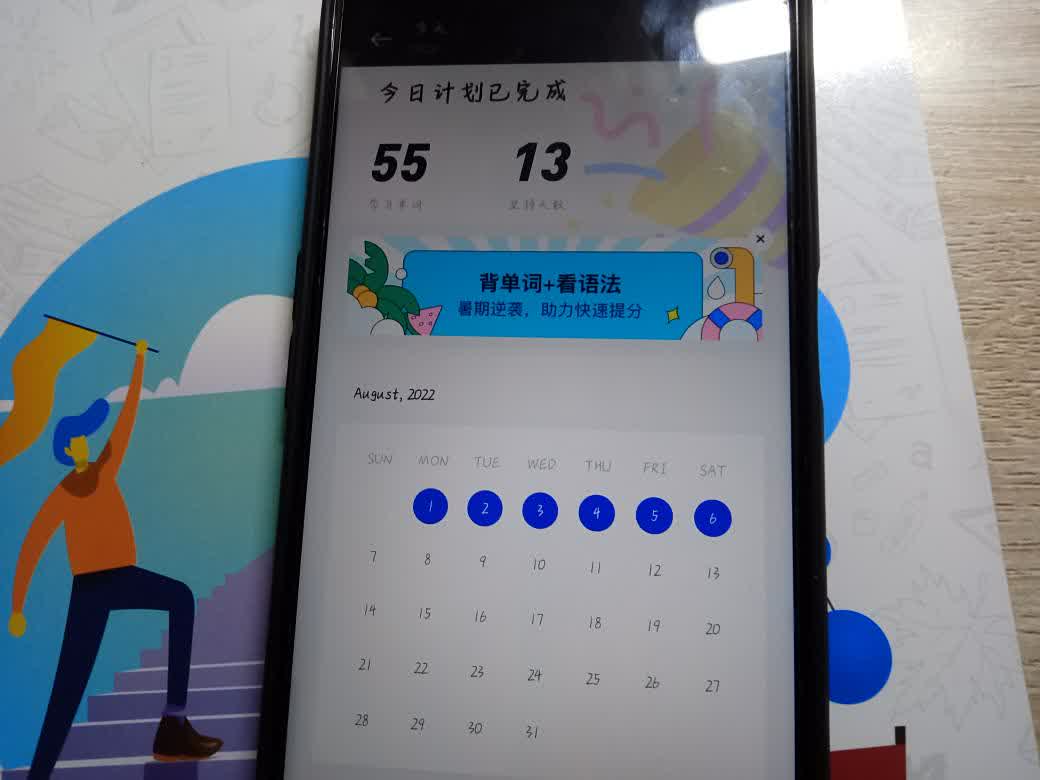 今日计划已完成
55 13
学习单词 坚持天数
背单词+看语法
暑期逆袭，助力快速提分
August, 2022
SUN MON TUE WED THU FRI SAT
1 2 3 4 5 6
7 8 9 10 11 12 13
14 15 16 17 18 19 20
21 22 23 24 25 26 27
28 29 30 31